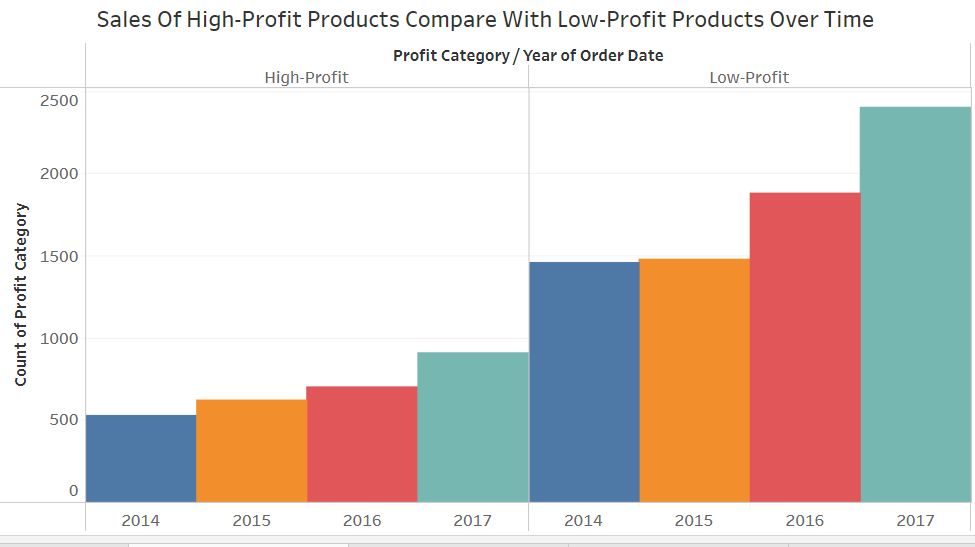 Sales Of High-Profit Products Compare With Low-Profit Products Over Time
Profit Category / Year of Order Date
High-Profit Low-Profit
Count of Profit Category
2500
2000
1500
1000
500
0
2014 2015 2016 2017 2014 2015 2016 2017